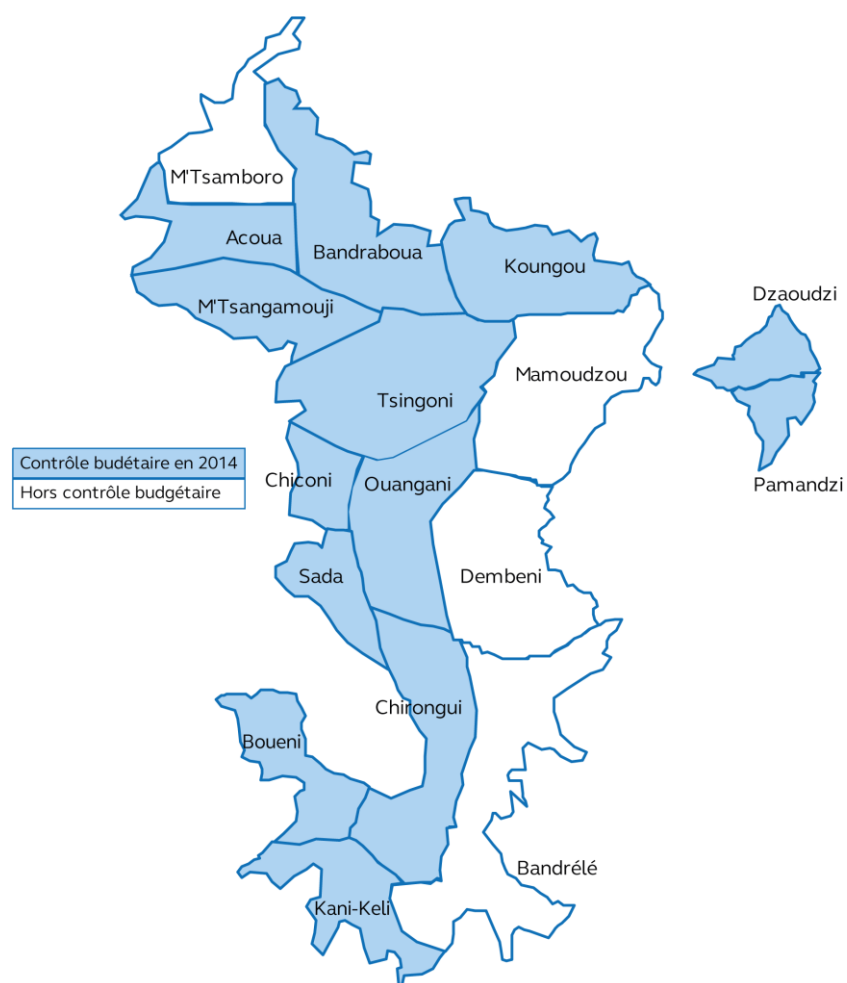 M'Tsamboro
Acoua
Bandraboua
Koungou
Dzaoudzi
M'Tsangamouji
Mamoudzou
Tsingoni
Contrôle budétaire en 2014
Hors contrôle budgétaire
Chiconi
Ouangani
Pamandzi
Sada
Dembeni
Chirongui
Boueni
Bandrélé
Kani-Keli